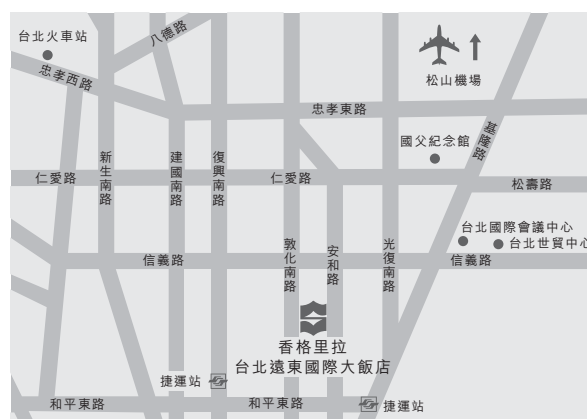 台北火車站
八德路
忠孝西路
松山機場
忠孝東路
國父紀念館
基隆路
新生南路
建國南路
復興南路
仁愛路
仁愛路
松壽路
台北國際會議中心
台北世貿中心
敦化南路
安和路
光復南路
信義路
信義路
香格里拉
台北遠東國際大飯店
捷運站
和平東路
和平東路
捷運站